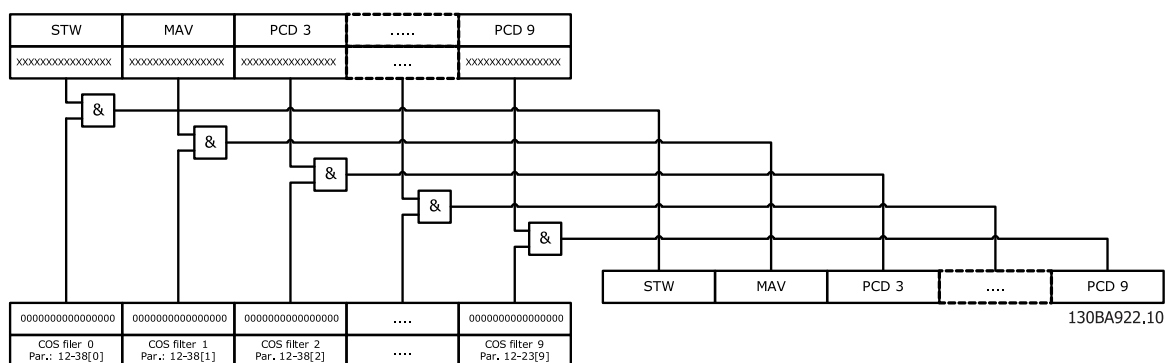 STW MAV PCD 3 ..... PCD 9
XXXXXXXXXXXXXXXX XXXXXXXXXXXXXXXX XXXXXXXXXXXXXXXX .... XXXXXXXXXXXXXXXX
&
&
&
&
&
STW MAV PCD 3 .... PCD 9
130BA922.10
0000000000000000 0000000000000000 0000000000000000 .... 0000000000000000
COS filer 0 COS filter 1 COS filter 2 .... COS filter 9
Par.: 12-38[0] Par.: 12-38[1] Par. 12-38[2] Par. 12-23[9]